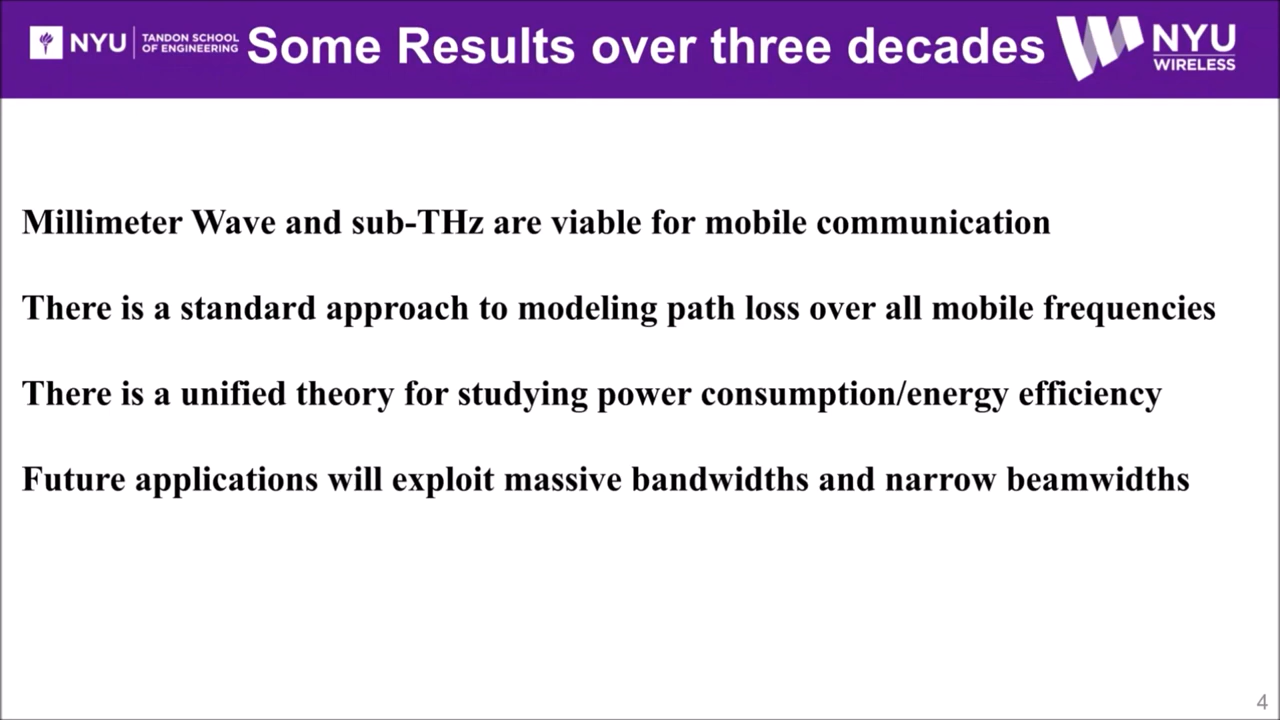 NYU
TANDON SCHOOL
OF ENGINEERING
Some Results over three decades
NYU
WIRELESS
Millimeter Wave and sub-THz are viable for mobile communication
There is a standard approach to modeling path loss over all mobile frequencies
There is a unified theory for studying power consumption/energy efficiency
Future applications will exploit massive bandwidths and narrow beamwidths
4